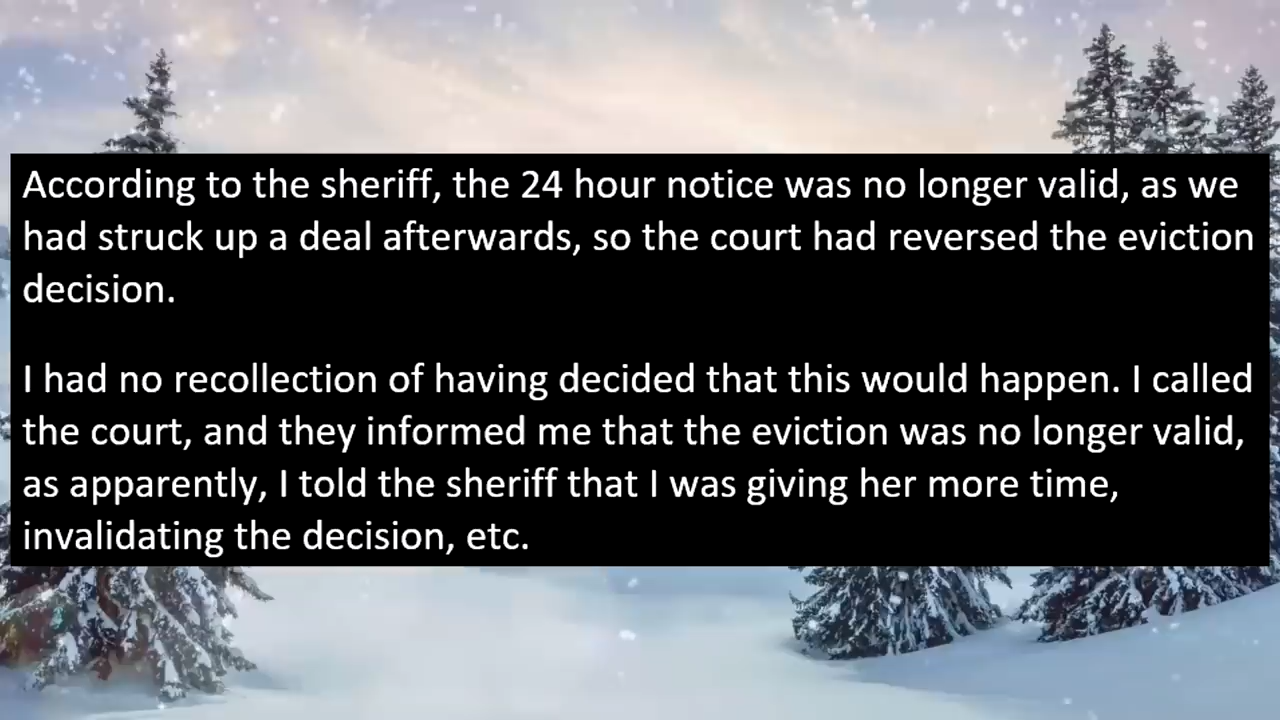 According to the sheriff, the 24 hour notice was no longer valid, as we
had struck up a deal afterwards, so the court had reversed the eviction
decision.
I had no recollection of having decided that this would happen. I called
the court, and they informed me that the eviction was no longer valid,
as apparently, I told the sheriff that I was giving her more time,
invalidating the decision, etc.